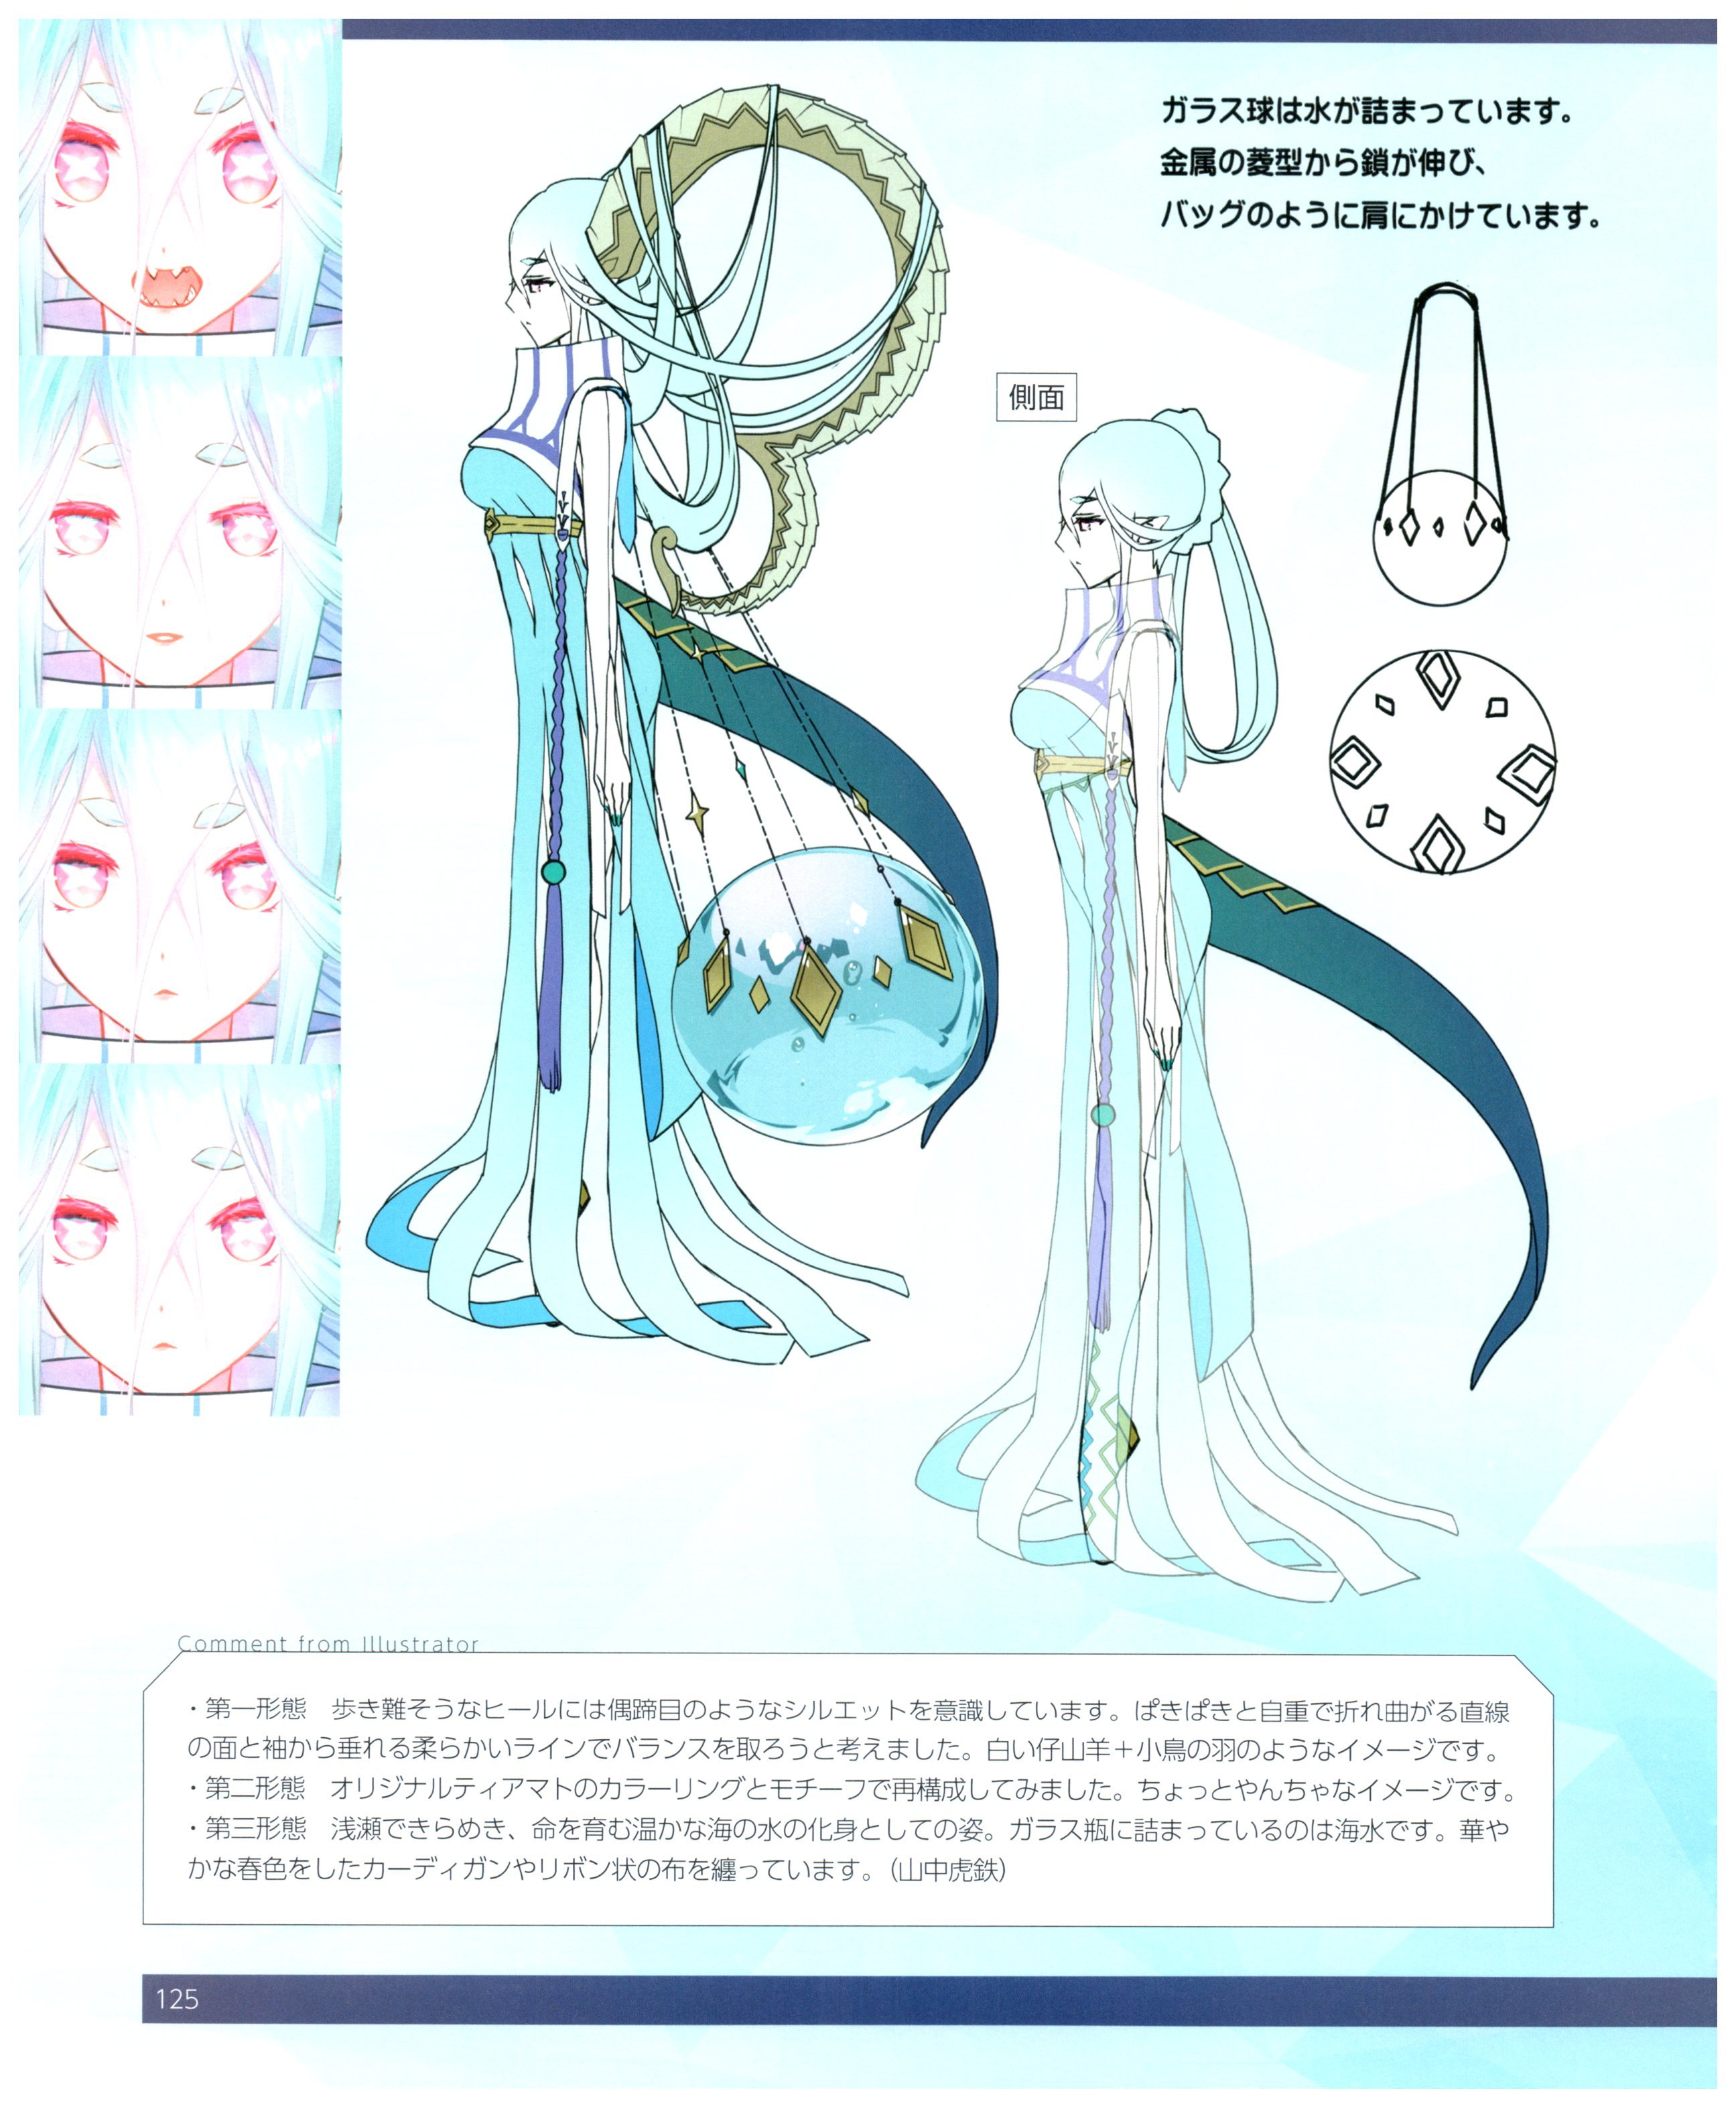 ガラス球は水が詰まっています。
金属の菱型から鎖が伸び、
バッグのように肩にかけています。
側面
Comment from Illustrator
・第一形態　歩き難そうなヒールには偶蹄目のようなシルエットを意識しています。ぱきぱきと自重で折れ曲がる直線
の面と袖から垂れる柔らかいラインでバランスを取ろうと考えました。白い仔山羊＋小鳥の羽のようなイメージです。
・第二形態　オリジナルティアマトのカラーリングとモチーフで再構成してみました。ちょっとやんちゃなイメージです。
・第三形態　浅瀬できらめき、命を育む温かな海の水の化身としての姿。ガラス瓶に詰まっているのは海水です。華や
かな春色をしたカーディガンやリボン状の布を纏っています。（山中虎鉄）
125